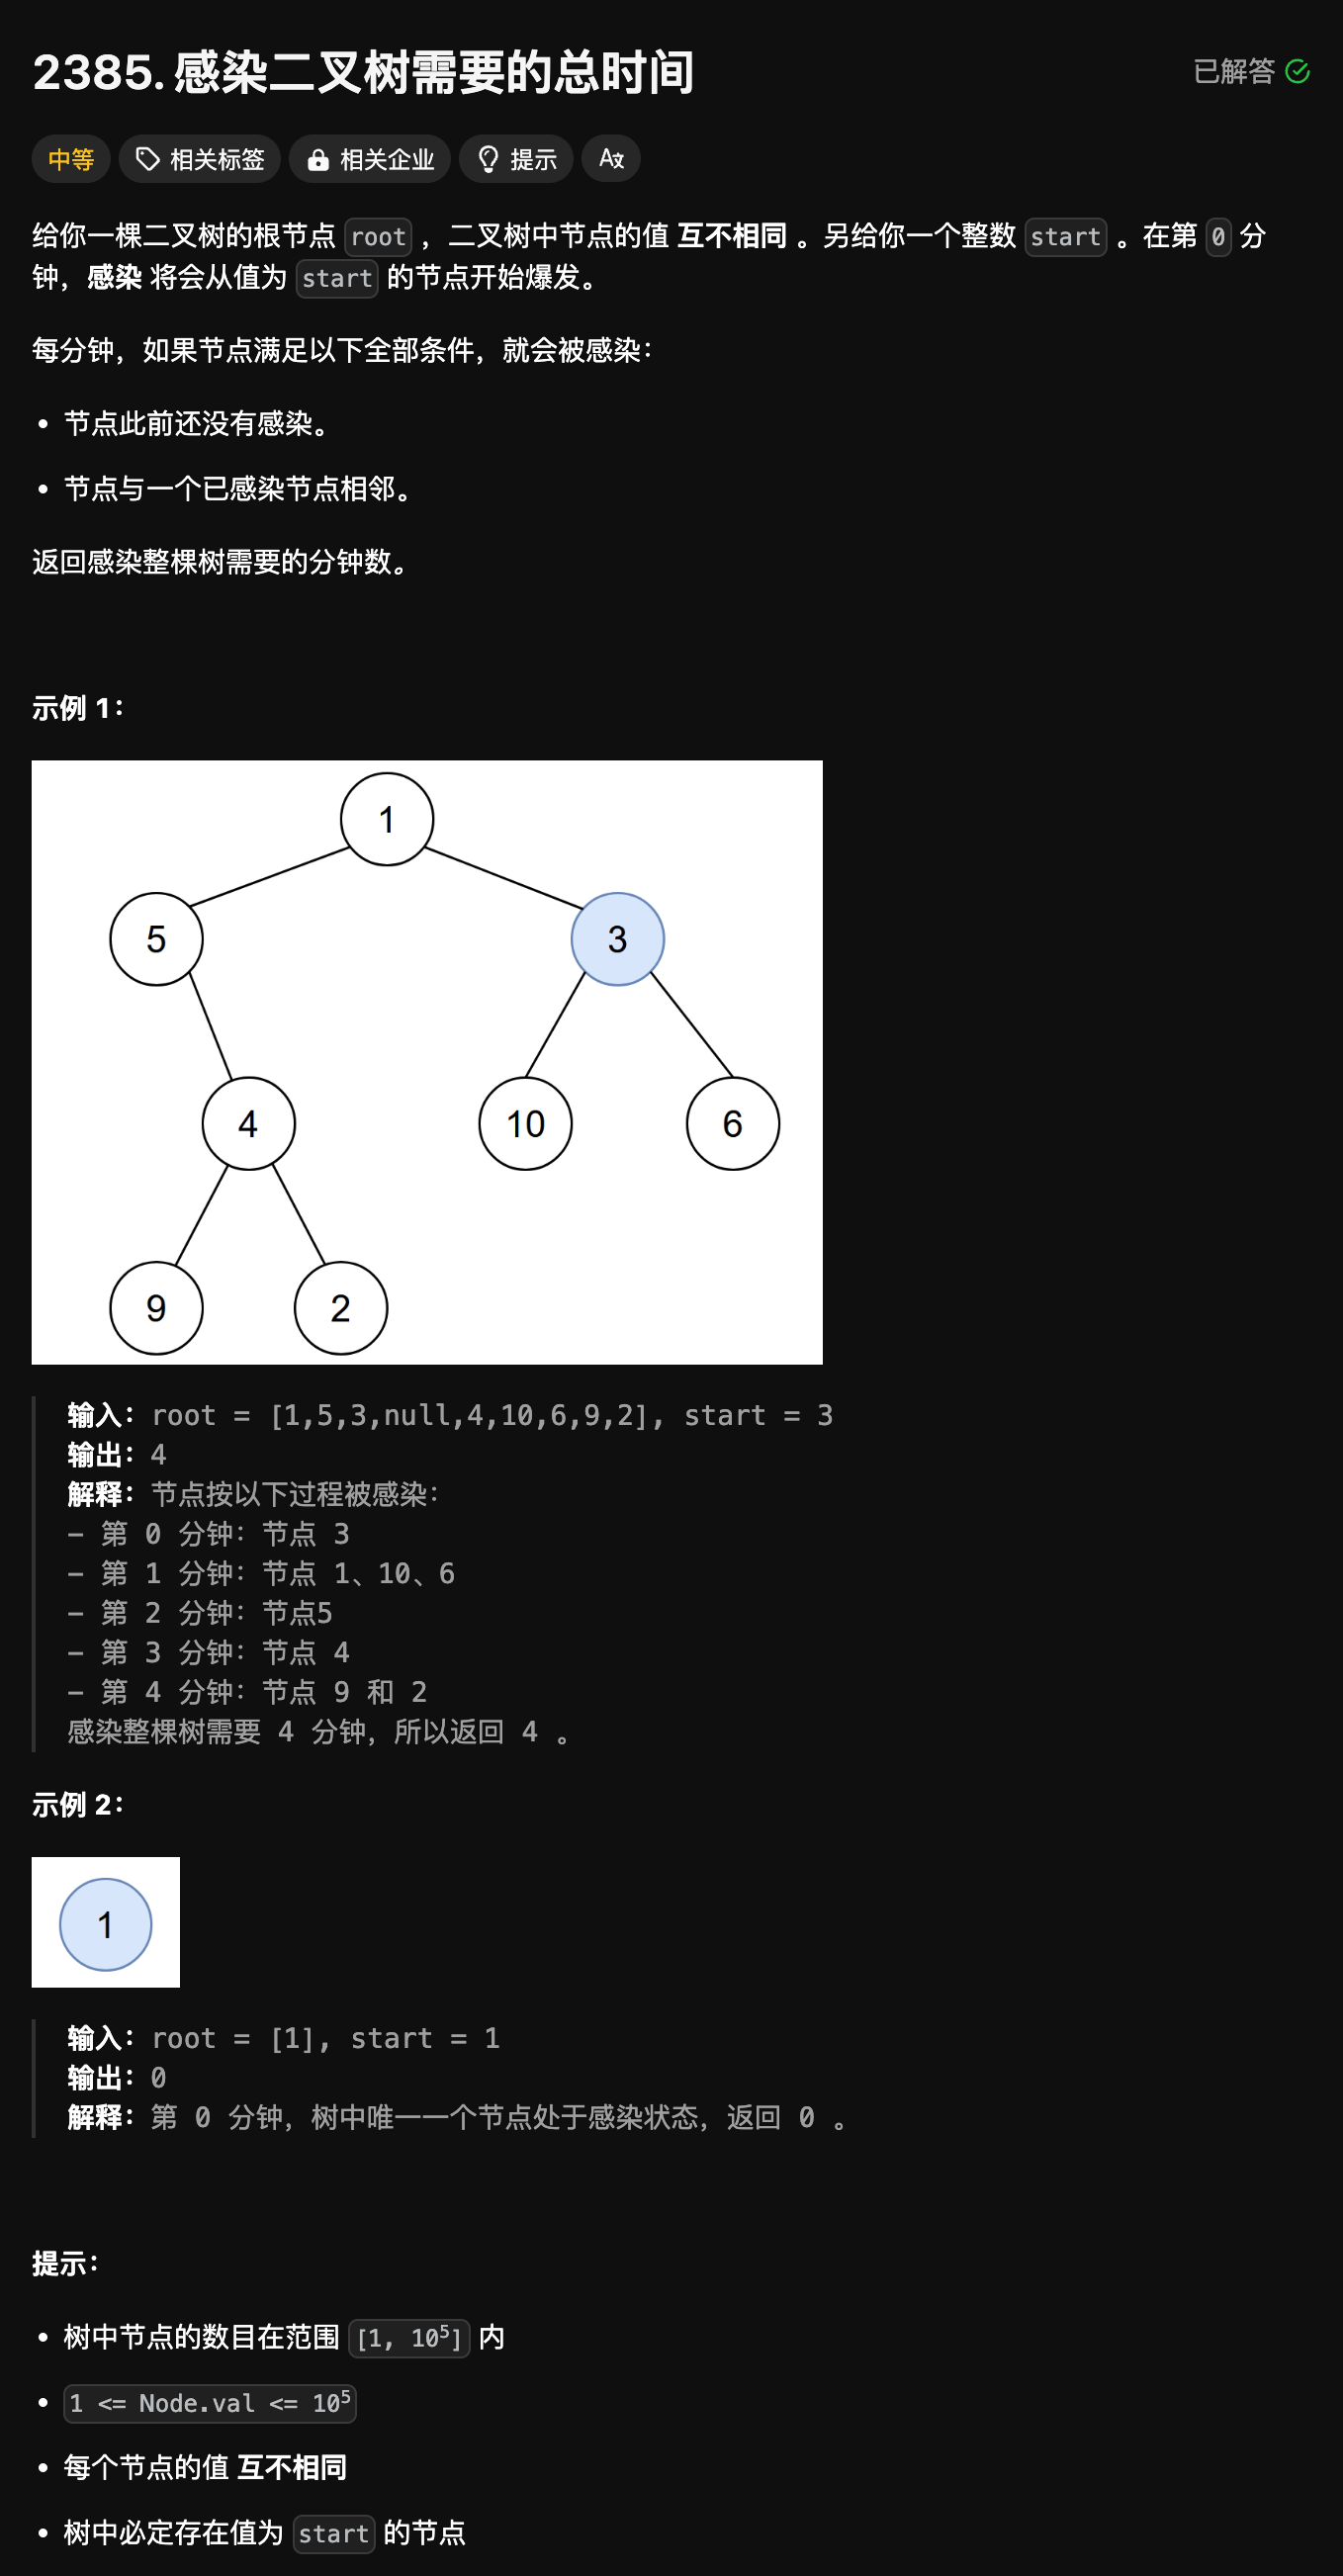 2385. 感染二叉树需要的总时间
已解答
中等 相关标签 相关企业 提示
给你一棵二叉树的根节点 root ，二叉树中节点的值 互不相同 。另给你一个整数 start 。在第 0 分
钟，感染 将会从值为 start 的节点开始爆发。
每分钟，如果节点满足以下全部条件，就会被感染：
• 节点此前还没有感染。
• 节点与一个已感染节点相邻。
返回感染整棵树需要的分钟数。
示例 1：
1
5
3
4
10
6
9
2
输入：root = [1,5,3,null,4,10,6,9,2], start = 3
输出：4
解释：节点按以下过程被感染：
- 第 0 分钟：节点 3
- 第 1 分钟：节点 1、10、6
- 第 2 分钟：节点5
- 第 3 分钟：节点 4
- 第 4 分钟：节点 9 和 2
感染整棵树需要 4 分钟，所以返回 4 。
示例 2：
1
输入：root = [1], start = 1
输出：0
解释：第 0 分钟，树中唯一一个节点处于感染状态，返回 0 。
提示：
• 树中节点的数目在范围 [1, 10⁵] 内
• 1 <= Node.val <= 10⁵
• 每个节点的值 互不相同
• 树中必定存在值为 start 的节点